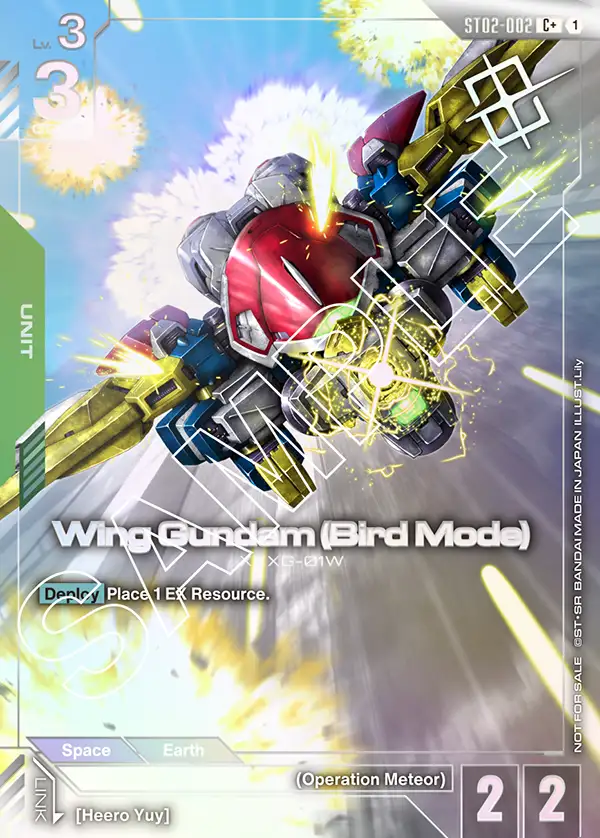 Lv. 3
3
ST02-002 C+ 1
UNIT
SAMPLE
Wing Gundam (Bird Mode)
XXXG-01W
Deploy Place 1 EX Resource.
NOT FOR SALE ©ST・SR BANDAI MADE IN JAPAN ILLUST.Lily
Space Earth
(Operation Meteor)
LINK
[Heero Yuy]
2 2